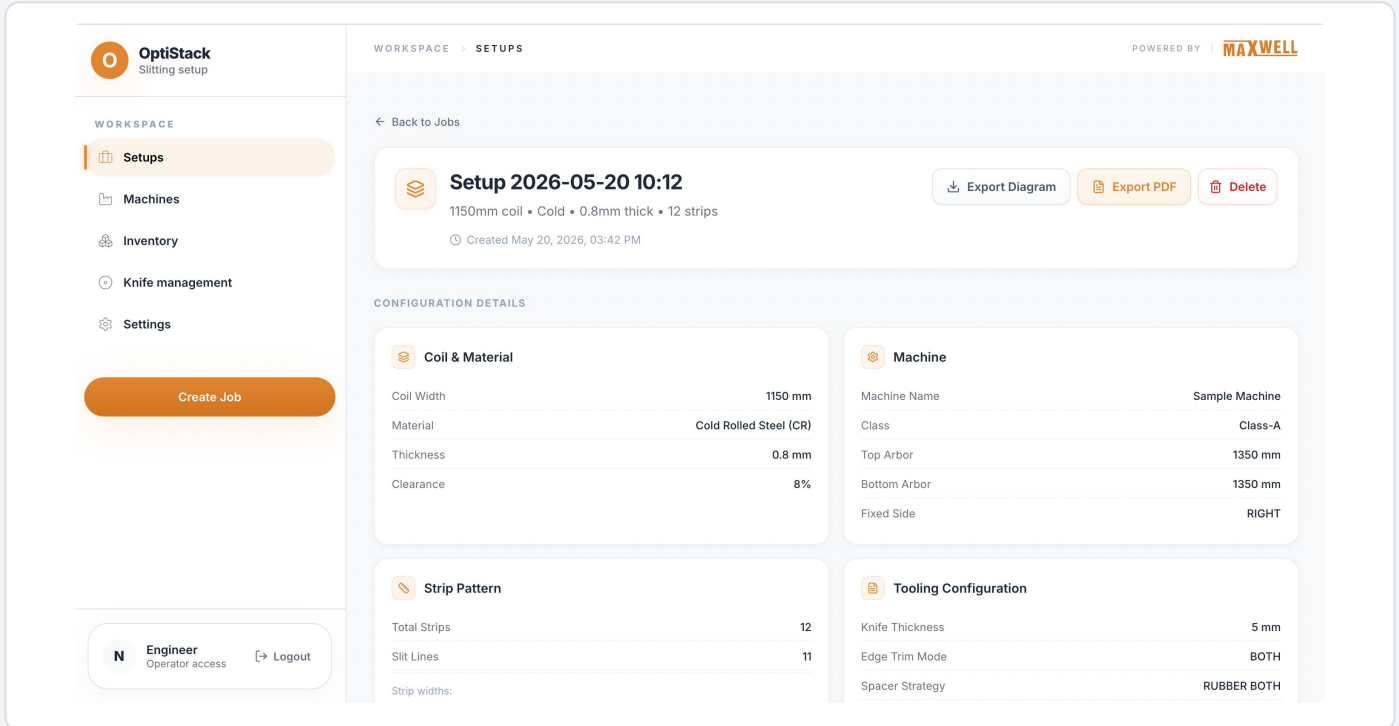 O
OptiStack
Slitting setup
WORKSPACE
Setups
Machines
Inventory
Knife management
Settings
Create Job
N
Engineer
Operator access
Logout
WORKSPACE > SETUPS
POWERED BY | MAXWELL
← Back to Jobs
Setup 2026-05-20 10:12
1150mm coil • Cold • 0.8mm thick • 12 strips
Created May 20, 2026, 03:42 PM
Export Diagram
Export PDF
Delete
CONFIGURATION DETAILS
Coil & Material
Coil Width 1150 mm
Material Cold Rolled Steel (CR)
Thickness 0.8 mm
Clearance 8%
Machine
Machine Name Sample Machine
Class Class-A
Top Arbor 1350 mm
Bottom Arbor 1350 mm
Fixed Side RIGHT
Strip Pattern
Total Strips 12
Slit Lines 11
Strip widths:
Tooling Configuration
Knife Thickness 5 mm
Edge Trim Mode BOTH
Spacer Strategy RUBBER BOTH